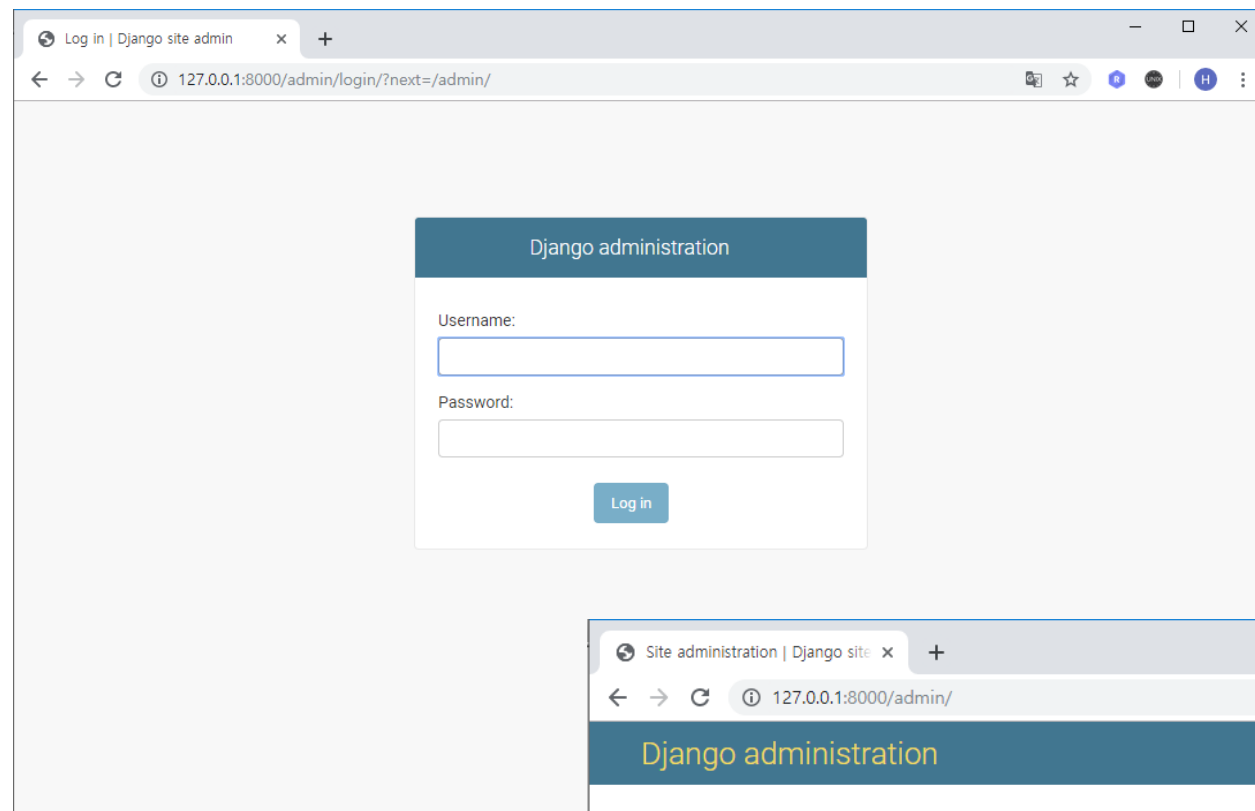 Log in | Django site admin
127.0.0.1:8000/admin/login/?next=/admin/
R
UNIX
H
Django administration
Username:
Password:
Log in
Site administration | Django site
127.0.0.1:8000/admin/
Django administration